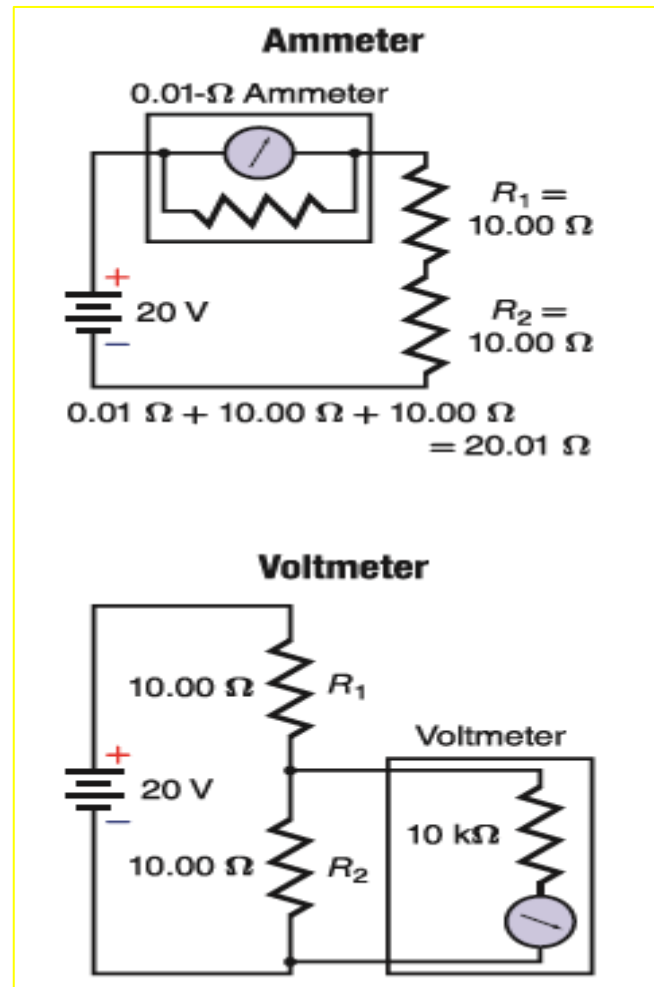 Ammeter
0.01-Ω Ammeter
R₁ =
10.00 Ω
+
20 V
−
R₂ =
10.00 Ω
0.01 Ω + 10.00 Ω + 10.00 Ω
= 20.01 Ω
Voltmeter
10.00 Ω R₁
Voltmeter
+
20 V
−
10 kΩ
10.00 Ω R₂